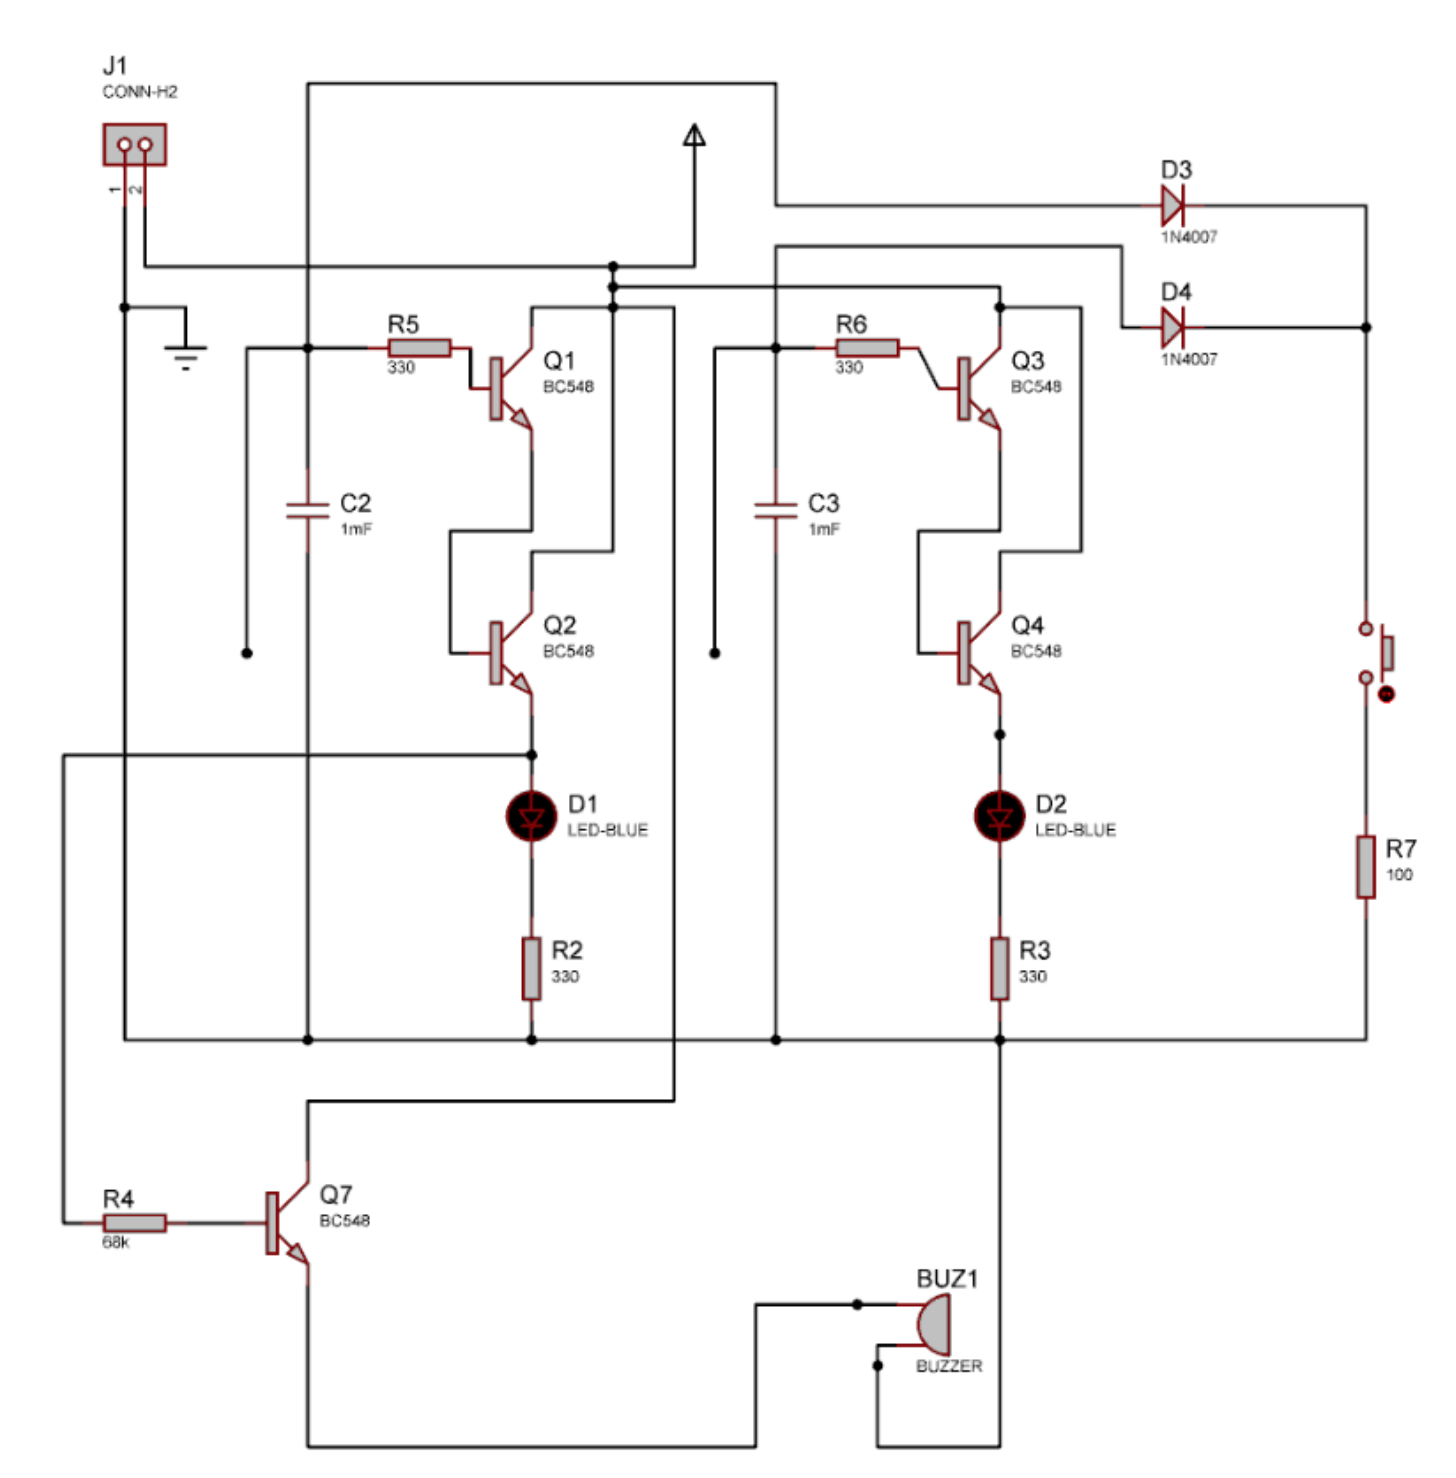 J1
CONN-H2
1
2
D3
1N4007
D4
1N4007
R5
330
Q1
BC548
R6
330
Q3
BC548
C2
1mF
C3
1mF
Q2
BC548
Q4
BC548
D1
LED-BLUE
D2
LED-BLUE
R7
100
R2
330
R3
330
R4
68k
Q7
BC548
BUZ1
BUZZER